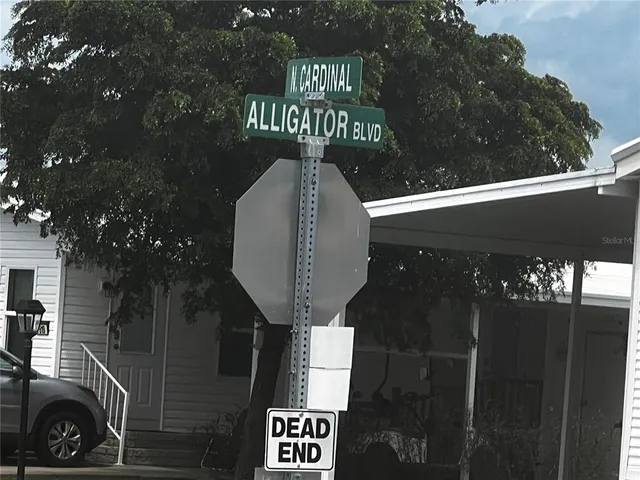 N. CARDINAL
ALLIGATOR BLVD
DEAD
END